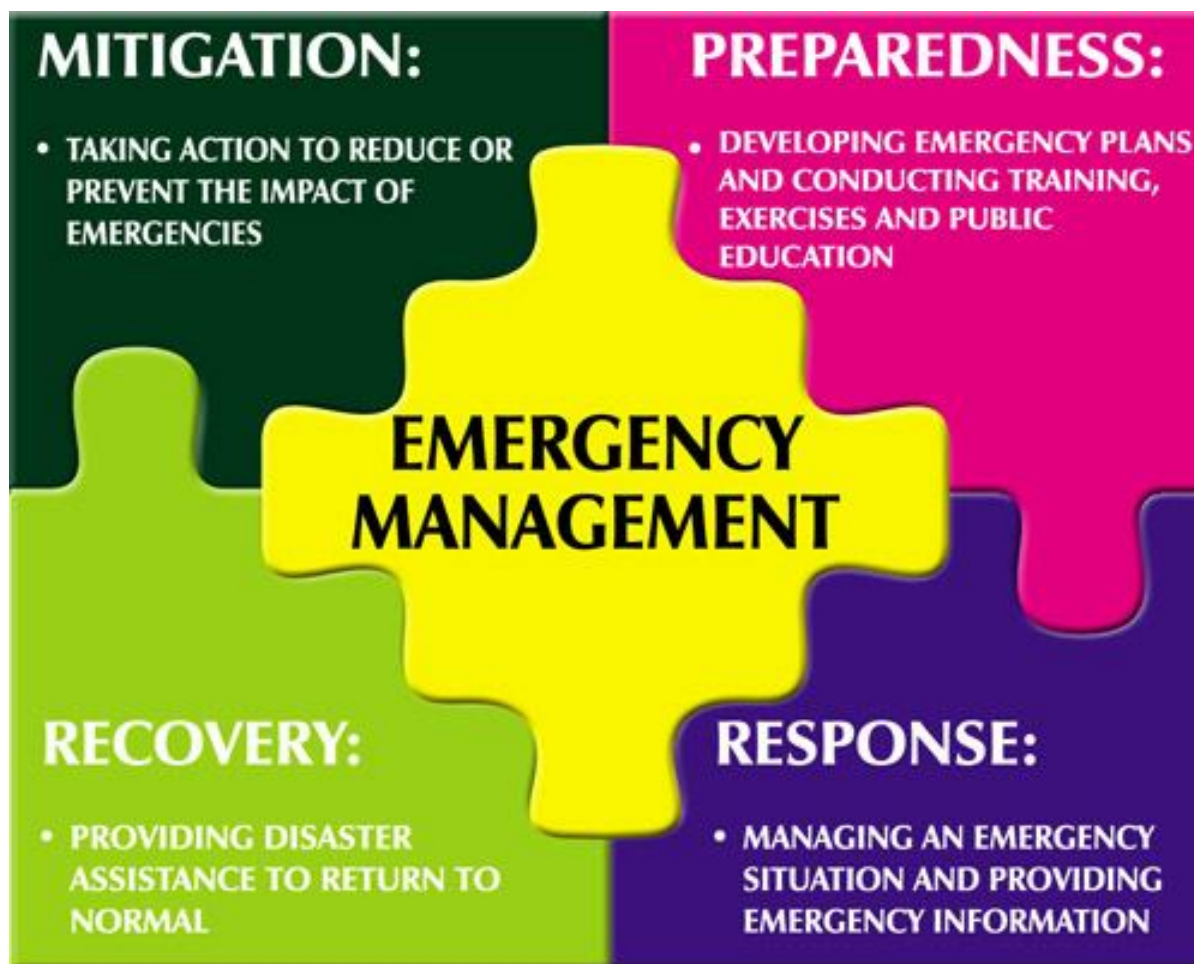 MITIGATION:
• TAKING ACTION TO REDUCE OR
PREVENT THE IMPACT OF
EMERGENCIES
PREPAREDNESS:
• DEVELOPING EMERGENCY PLANS
AND CONDUCTING TRAINING,
EXERCISES AND PUBLIC
EDUCATION
EMERGENCY
MANAGEMENT
RECOVERY:
• PROVIDING DISASTER
ASSISTANCE TO RETURN TO
NORMAL
RESPONSE:
• MANAGING AN EMERGENCY
SITUATION AND PROVIDING
EMERGENCY INFORMATION